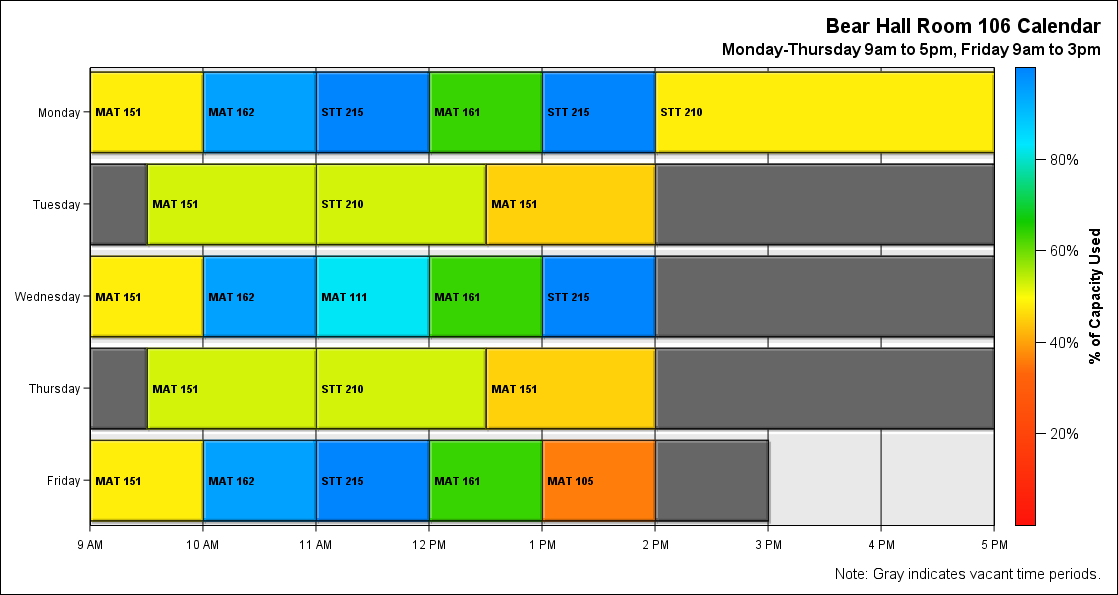 Bear Hall Room 106 Calendar
Monday-Thursday 9am to 5pm, Friday 9am to 3pm
Monday MAT 151 MAT 162 STT 215 MAT 161 STT 215 STT 210
Tuesday MAT 151 STT 210 MAT 151
Wednesday MAT 151 MAT 162 MAT 111 MAT 161 STT 215
Thursday MAT 151 STT 210 MAT 151
Friday MAT 151 MAT 162 STT 215 MAT 161 MAT 105
9 AM 10 AM 11 AM 12 PM 1 PM 2 PM 3 PM 4 PM 5 PM
80%
60%
40%
20%
% of Capacity Used
Note: Gray indicates vacant time periods.